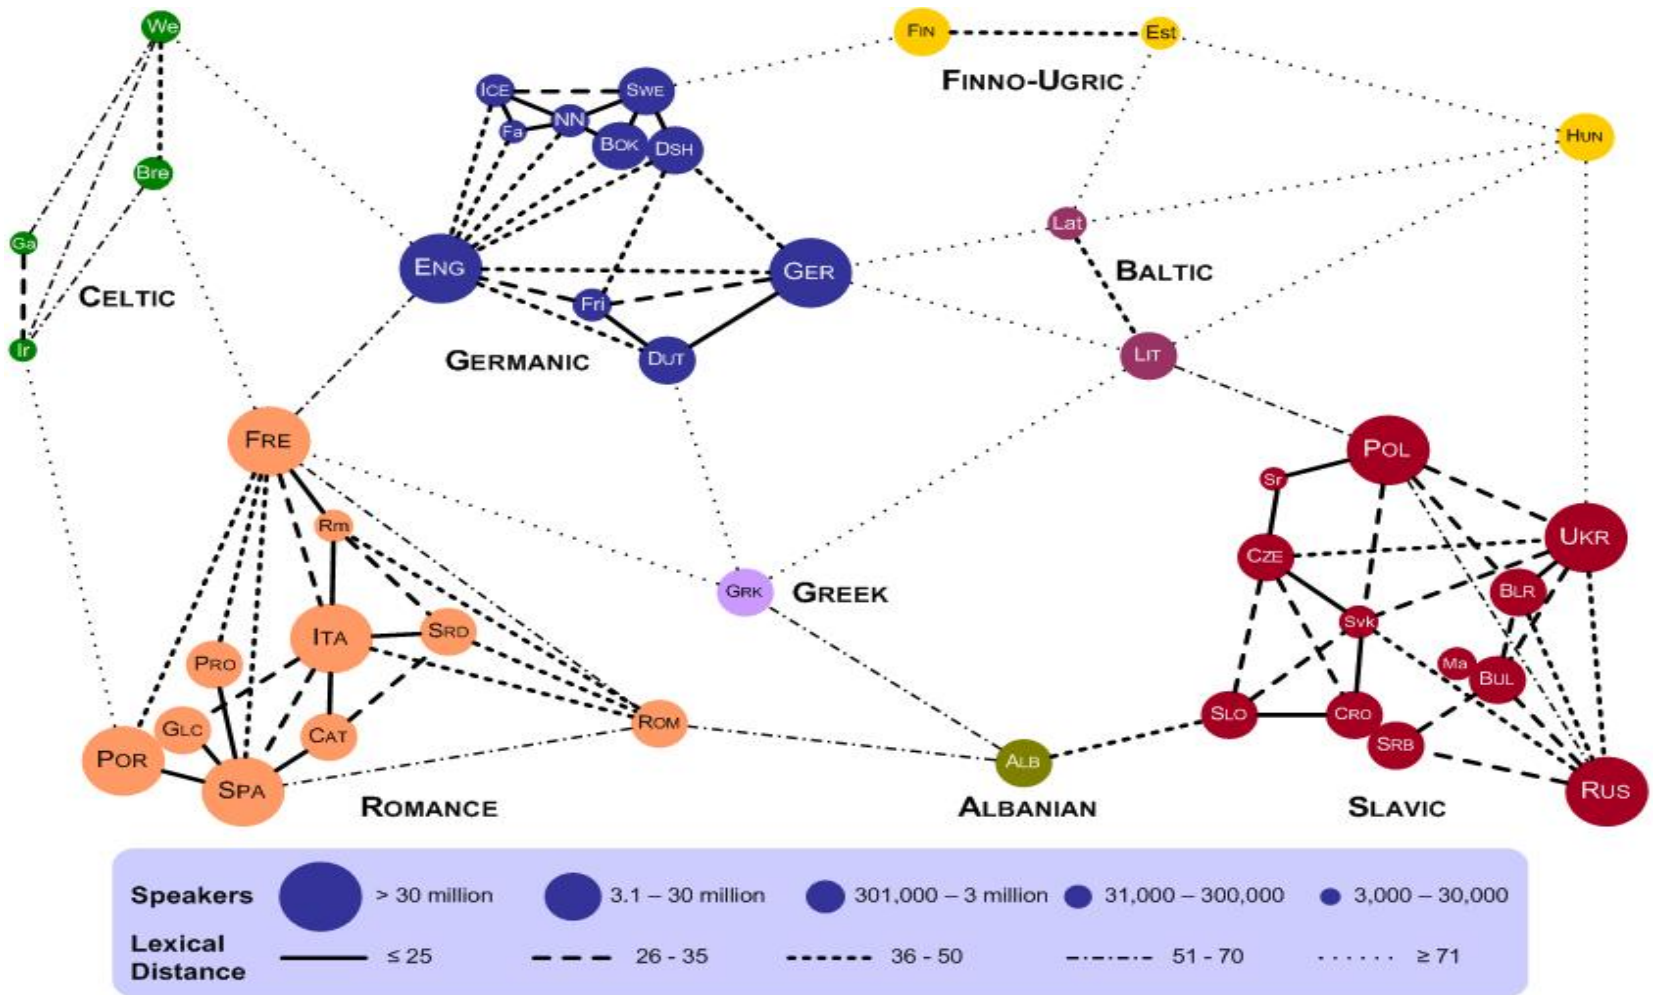 We
FIN
Est
FINNO-UGRIC
ICE
SWE
NN
Fa
BOK
DSH
HUN
Bre
Lat
Ga
ENG
GER
BALTIC
CELTIC
Fri
Ir
GERMANIC
DUT
LIT
FRE
POL
Sr
Rm
UKR
CZE
GRK
GREEK
BLR
ITA
SRD
Svk
PRO
Ma
BUL
GLC
CAT
ROM
SLO
CRO
SRB
POR
SPA
ALB
RUS
ROMANCE
ALBANIAN
SLAVIC
Speakers > 30 million 3.1 – 30 million 301,000 – 3 million 31,000 – 300,000 3,000 – 30,000
Lexical
Distance ≤ 25 26 - 35 36 - 50 51 - 70 ≥ 71